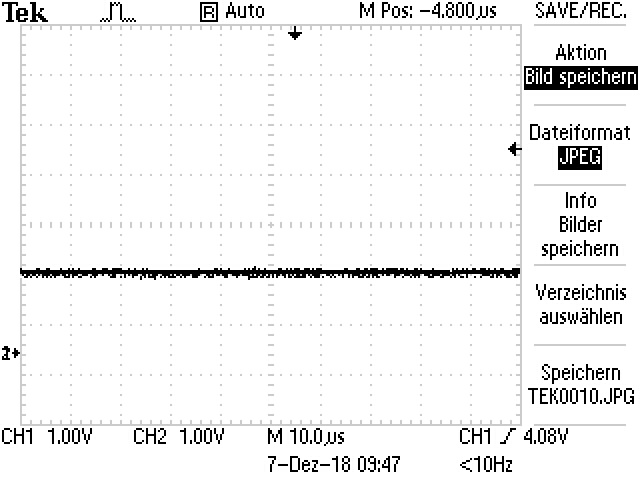 Tek
R Auto
M Pos: -4.800µs
SAVE/REC.
Aktion
Bild speichern
Dateiformat
JPEG
Info
Bilder
speichern
Verzeichnis
auswählen
Speichern
TEK0010.JPG
2
CH1 1.00V CH2 1.00V M 10.0µs CH1 4.08V
7-Dez-18 09:47 <10Hz